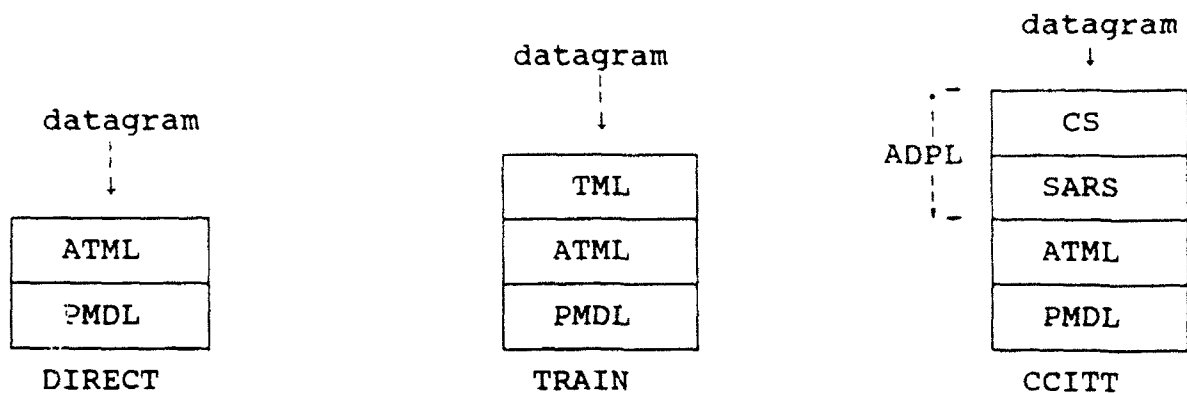 datagram
ATML
PMDL
DIRECT
datagram
TML
ATML
PMDL
TRAIN
datagram
ADPL
CS
SARS
ATML
PMDL
CCITT